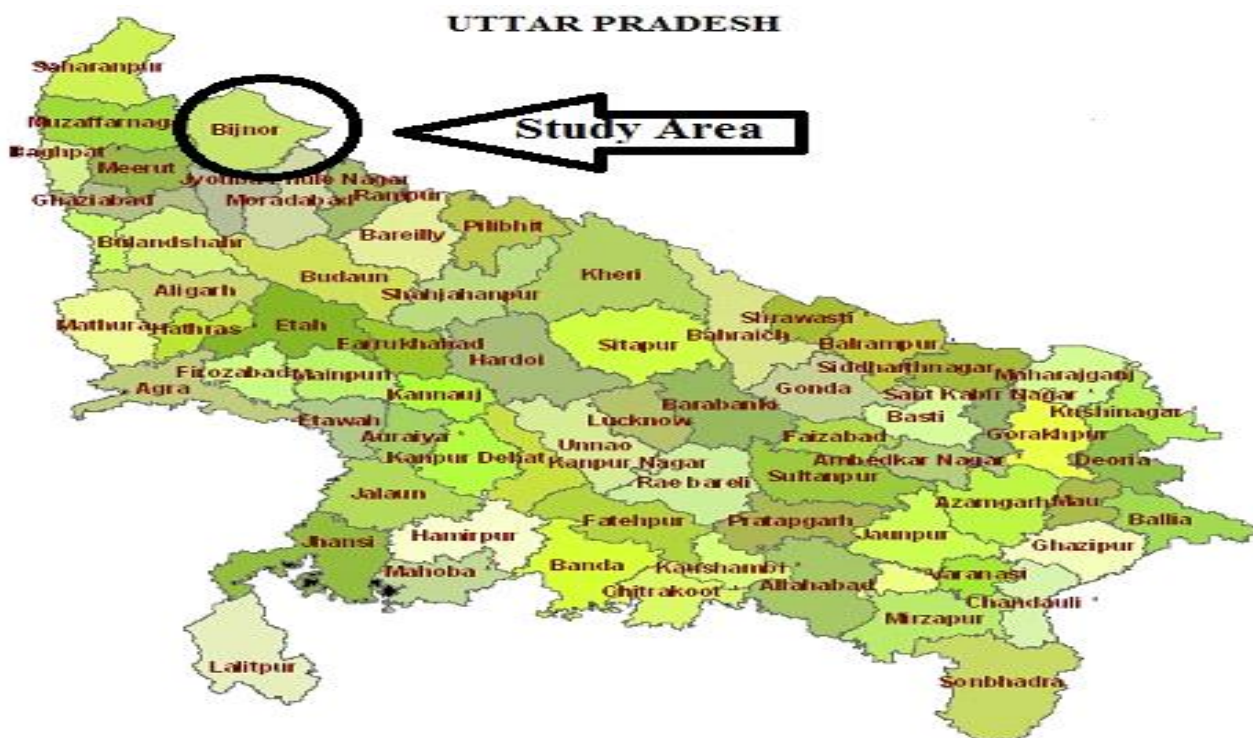 UTTAR PRADESH
Saharanpur
Muzaffarnag
Bijnor
Study Area
Baghpat *
Meerut
Jyotiba Phule Nagar
Ghaziabad
Moradabad
Rampur
Bulandshahr
Bareilly
Pilibhit
Budaun
Kheri
Aligarh
Shahjahanpur
Mathura
Hathras *
Etah
Farrukhabad
Hardoi
Sitapur
Bahraich
Shrawasti *
Balrampur
Agra
Firozabad
Mainpuri
Kannauj
Gonda
Siddharthnagar
Maharajganj
Sant Kabir Nagar *
Kushinagar *
Etawah
Auraiya *
Lucknow
Barabanki
Basti
Gorakhpur
Unnao
Faizabad
Kanpur Dehat
Kanpur Nagar
Ambedkar Nagar *
Deoria
Rae bareli
Sultanpur
Jalaun
Azamgarh
Mau
Fatehpur
Pratapgarh
Ballia
Jhansi
Hamirpur
Jaunpur
Ghazipur
Mahoba *
Banda
Kaushambi *
Allahabad
Varanasi
Chitrakoot *
Chandauli *
Mirzapur
Lalitpur
Sonbhadra